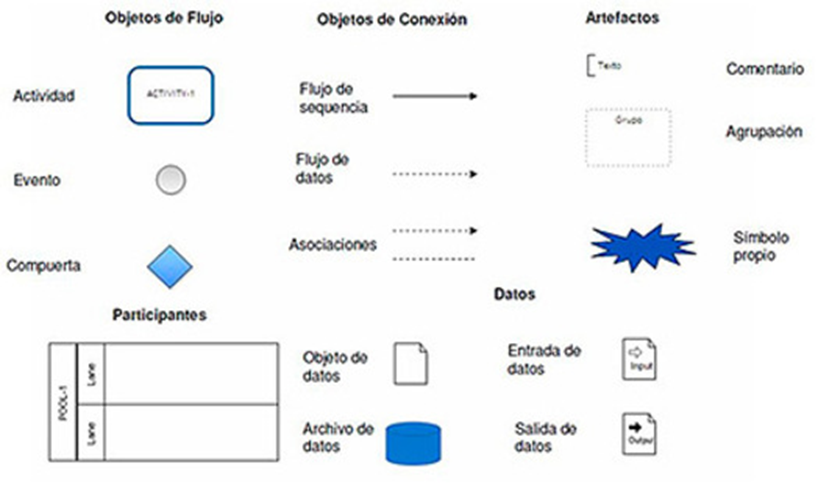 Objetos de Flujo
Objetos de Conexión
Artefactos
Actividad
ACTIVITY-1
Flujo de
sequencia
Texto
Comentario
Grupo
Agrupación
Evento
Flujo de
datos
Compuerta
Asociaciones
Símbolo
propio
Participantes
Datos
POOL-1
Lane
Lane
Objeto de
datos
Entrada de
datos
Input
Archivo de
datos
Salida de
datos
Output